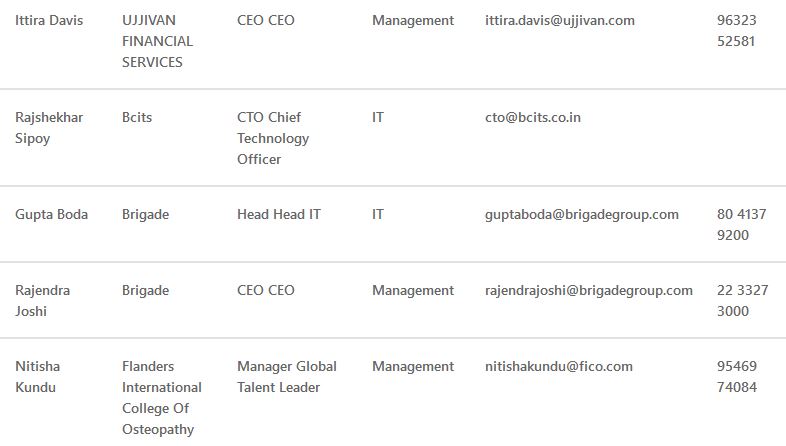 Ittira Davis UJJIVAN CEO CEO Management ittira.davis@ujjivan.com 96323
FINANCIAL 52581
SERVICES
Rajshekhar Bcits CTO Chief IT cto@bcits.co.in
Sipoy Technology
Officer
Gupta Boda Brigade Head Head IT IT guptaboda@brigadegroup.com 80 4137
9200
Rajendra Brigade CEO CEO Management rajendrajoshi@brigadegroup.com 22 3327
Joshi 3000
Nitisha Flanders Manager Global Management nitishakundu@fico.com 95469
Kundu International Talent Leader 74084
College Of
Osteopathy